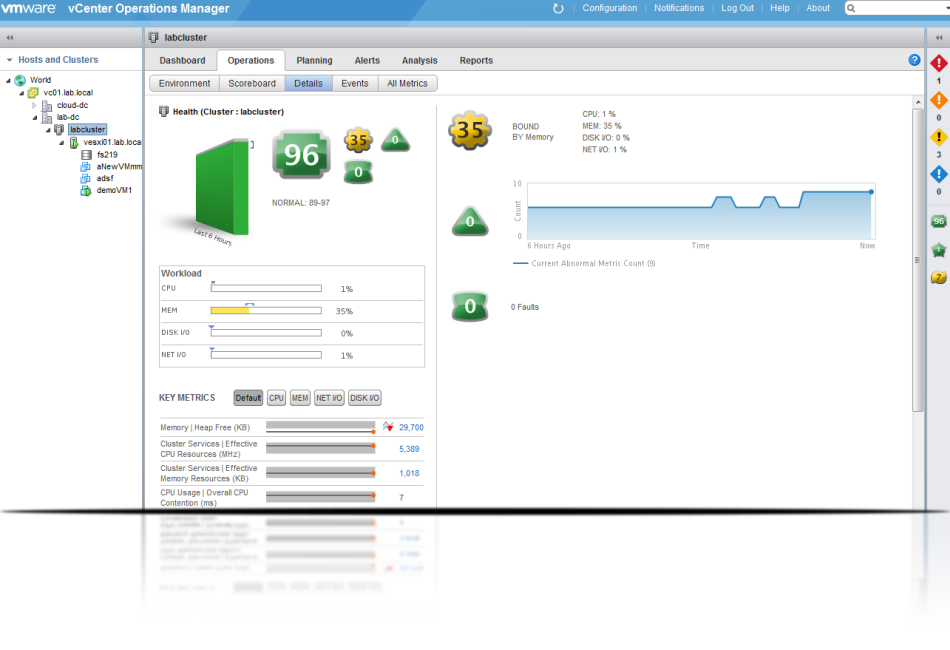 vmware vCenter Operations Manager
Configuration Notifications Log Out Help About
Hosts and Clusters
World
vc01.lab.local
cloud-dc
lab-dc
labcluster
vesxi01.lab.loca
fs219
aNewVMmm
adsf
demoVM1
labcluster
Dashboard Operations Planning Alerts Analysis Reports
Environment Scoreboard Details Events All Metrics
Health (Cluster : labcluster)
96
35
0
0
NORMAL: 89-97
Last 6 Hours
Workload
CPU 1%
MEM 35%
DISK I/O 0%
NET I/O 1%
KEY METRICS Default CPU MEM NET I/O DISK I/O
Memory | Heap Free (KB) 29,700
Cluster Services | Effective
CPU Resources (MHz) 5,389
Cluster Services | Effective
Memory Resources (KB) 1,018
CPU Usage | Overall CPU
Contention (ms) 7
35
BOUND
BY Memory
CPU: 1 %
MEM: 35 %
DISK I/O: 0 %
NET I/O: 1 %
0
10
Count
0
6 Hours Ago Time Now
Current Abnormal Metric Count (9)
0
0 Faults
?
!
1
!
0
!
3
!
0
96
7